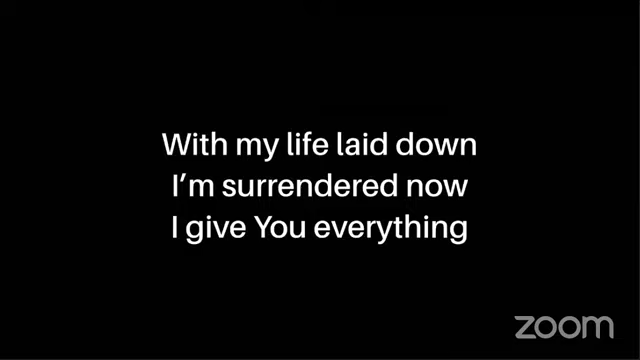 With my life laid down
I’m surrendered now
I give You everything
zoom